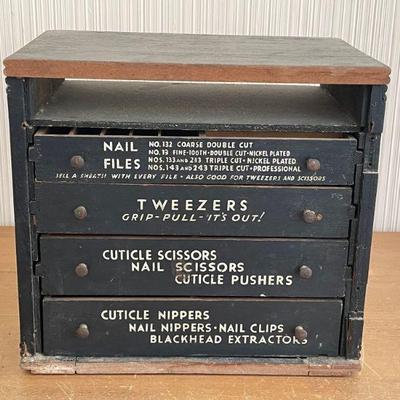 NAIL FILES
NO. 132 COARSE DOUBLE CUT
NO. 13 FINE-TOOTH-DOUBLE CUT-NICKEL PLATED
NOS. 133 AND 213 TRIPLE CUT-NICKEL PLATED
NOS. 143 AND 243 TRIPLE CUT-PROFESSIONAL
SELL A SHEATH WITH EVERY FILE - ALSO GOOD FOR TWEEZERS AND SCISSORS
TWEEZERS
GRIP-PULL-IT'S OUT!
CUTICLE SCISSORS
NAIL SCISSORS
CUTICLE PUSHERS
CUTICLE NIPPERS
NAIL NIPPERS-NAIL CLIPS
BLACKHEAD EXTRACTORS